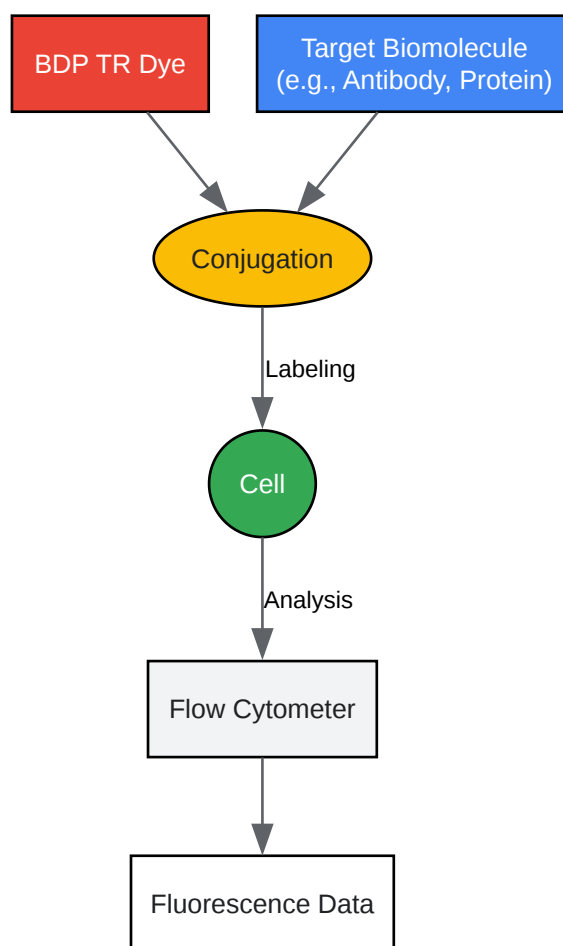 BDP TR Dye
Target Biomolecule
(e.g., Antibody, Protein)
Conjugation
Labeling
Cell
Analysis
Flow Cytometer
Fluorescence Data